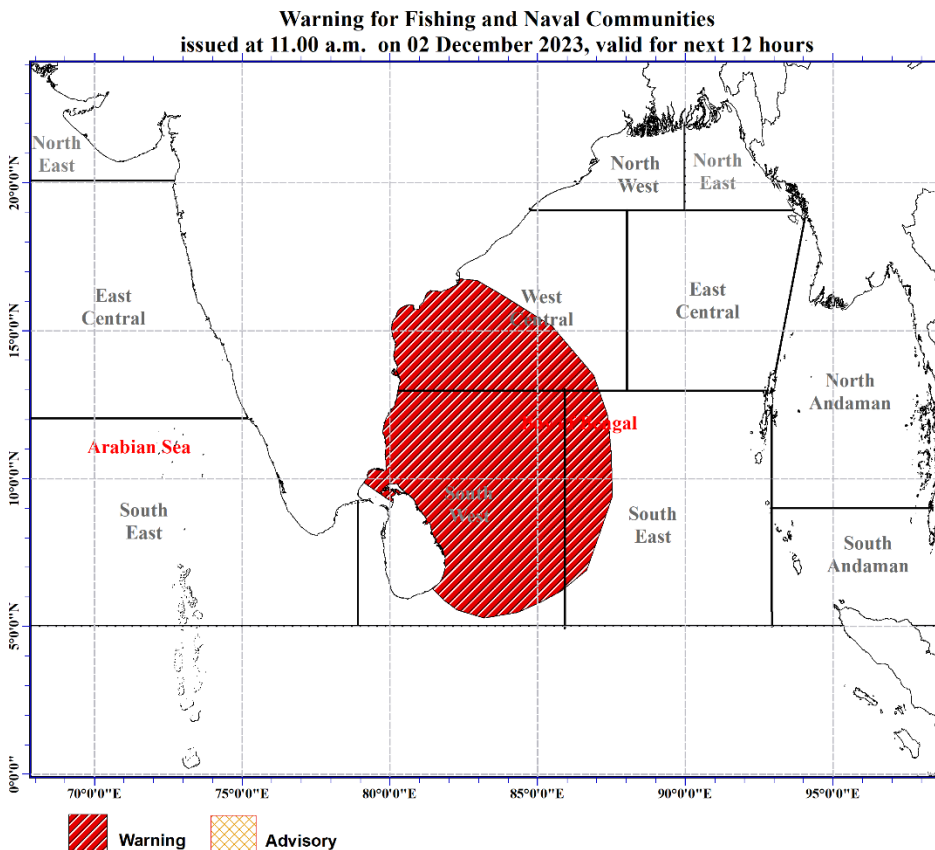 Warning for Fishing and Naval Communities
issued at 11.00 a.m. on 02 December 2023, valid for next 12 hours
North
East
North
West
North
East
20°0'0"N
East
Central
West
Central
East
Central
15°0'0"N
North
Andaman
Arabian Sea
Bay of Bengal
10°0'0"N
South
East
South
West
South
East
South
Andaman
5°0'0"N
0°0'0"
70°0'0"E
75°0'0"E
80°0'0"E
85°0'0"E
90°0'0"E
95°0'0"E
Warning
Advisory